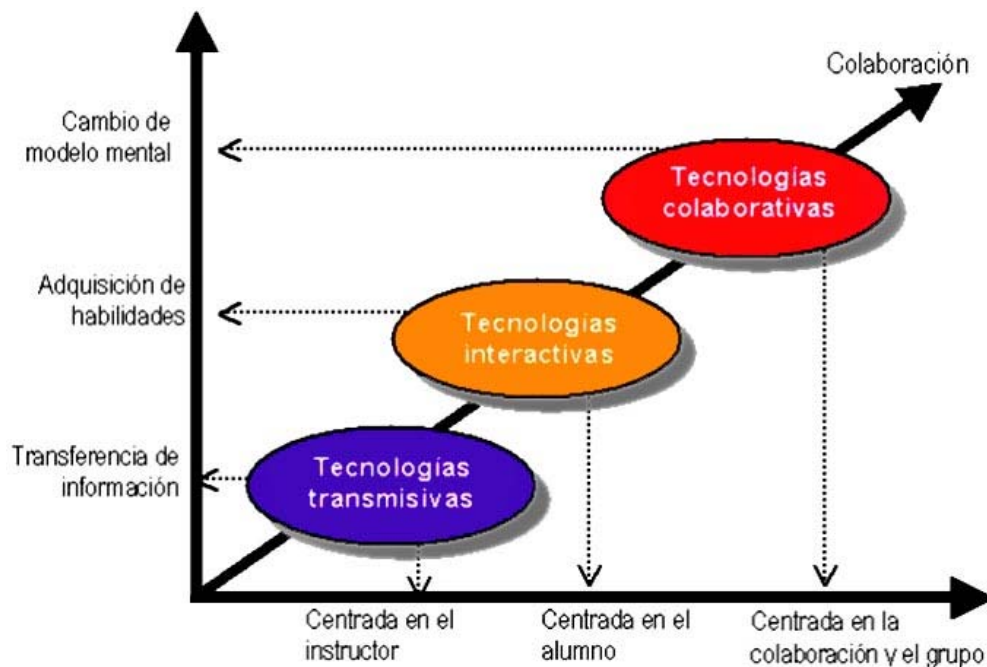 Colaboración
Cambio de
modelo mental
Tecnologías
colaborativas
Adquisición de
habilidades
Tecnologías
interactivas
Transferencia de
información
Tecnologías
transmisivas
Centrada en el
instructor
Centrada en el
alumno
Centrada en la
colaboración y el grupo